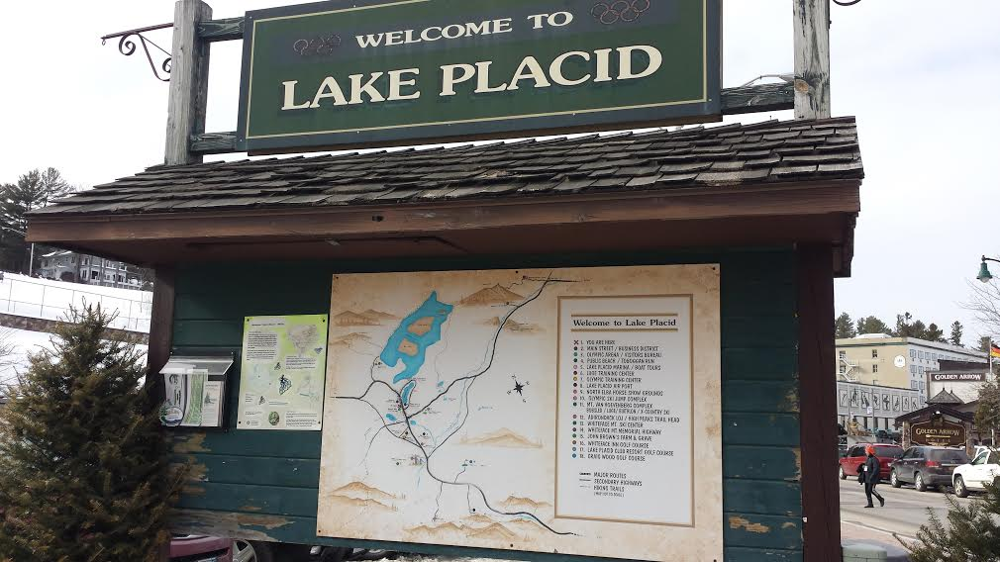 WELCOME TO
LAKE PLACID
Welcome to Lake Placid
1. YOU ARE HERE
2. MAIN STREET / BUSINESS DISTRICT
3. OLYMPIC ARENA / VISITORS BUREAU
4. PUBLIC BEACH / TOBOGGAN RUN
5. LAKE PLACID MARINA / BOAT TOURS
6. LUGE TRAINING CENTER
7. OLYMPIC TRAINING CENTER
8. LAKE PLACID AIR PORT
9. NORTH ELBA HORSE SHOW GROUNDS
10. OLYMPIC SKI JUMP COMPLEX
11. MT. VAN HOEVENBERG COMPLEX
BOBSLED / LUGE / BIATHLON / X-COUNTRY SKI
12. ADIRONDACK LOJ / HIGH PEAKS TRAIL HEAD
13. WHITEFACE MT. SKI CENTER
14. WHITEFACE MT. MEMORIAL HIGHWAY
15. JOHN BROWN'S FARM & GRAVE
16. WHITEFACE INN GOLF COURSE
17. LAKE PLACID CLUB RESORT GOLF COURSE
18. CRAIG WOOD GOLF COURSE
MAJOR ROUTES
SECONDARY HIGHWAYS
HIKING TRAILS
(MAP NOT TO SCALE)
GOLDEN ARROW
GOLDEN ARROW